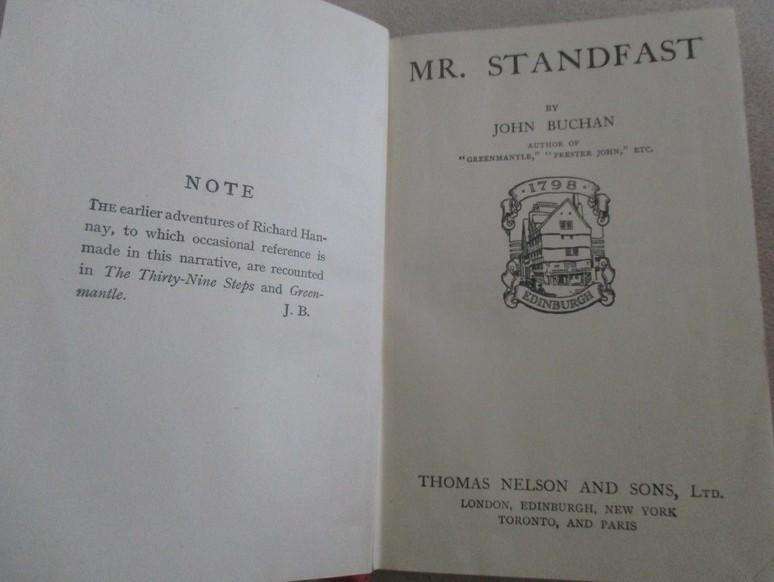 NOTE
THE earlier adventures of Richard Han-
nay, to which occasional reference is
made in this narrative, are recounted
in The Thirty-Nine Steps and Green-
mantle.
J. B.
MR. STANDFAST
BY
JOHN BUCHAN
AUTHOR OF
"GREENMANTLE," "PRESTER JOHN," ETC.
·1798·
EDINBURGH
THOMAS NELSON AND SONS, LTD.
LONDON, EDINBURGH, NEW YORK
TORONTO, AND PARIS